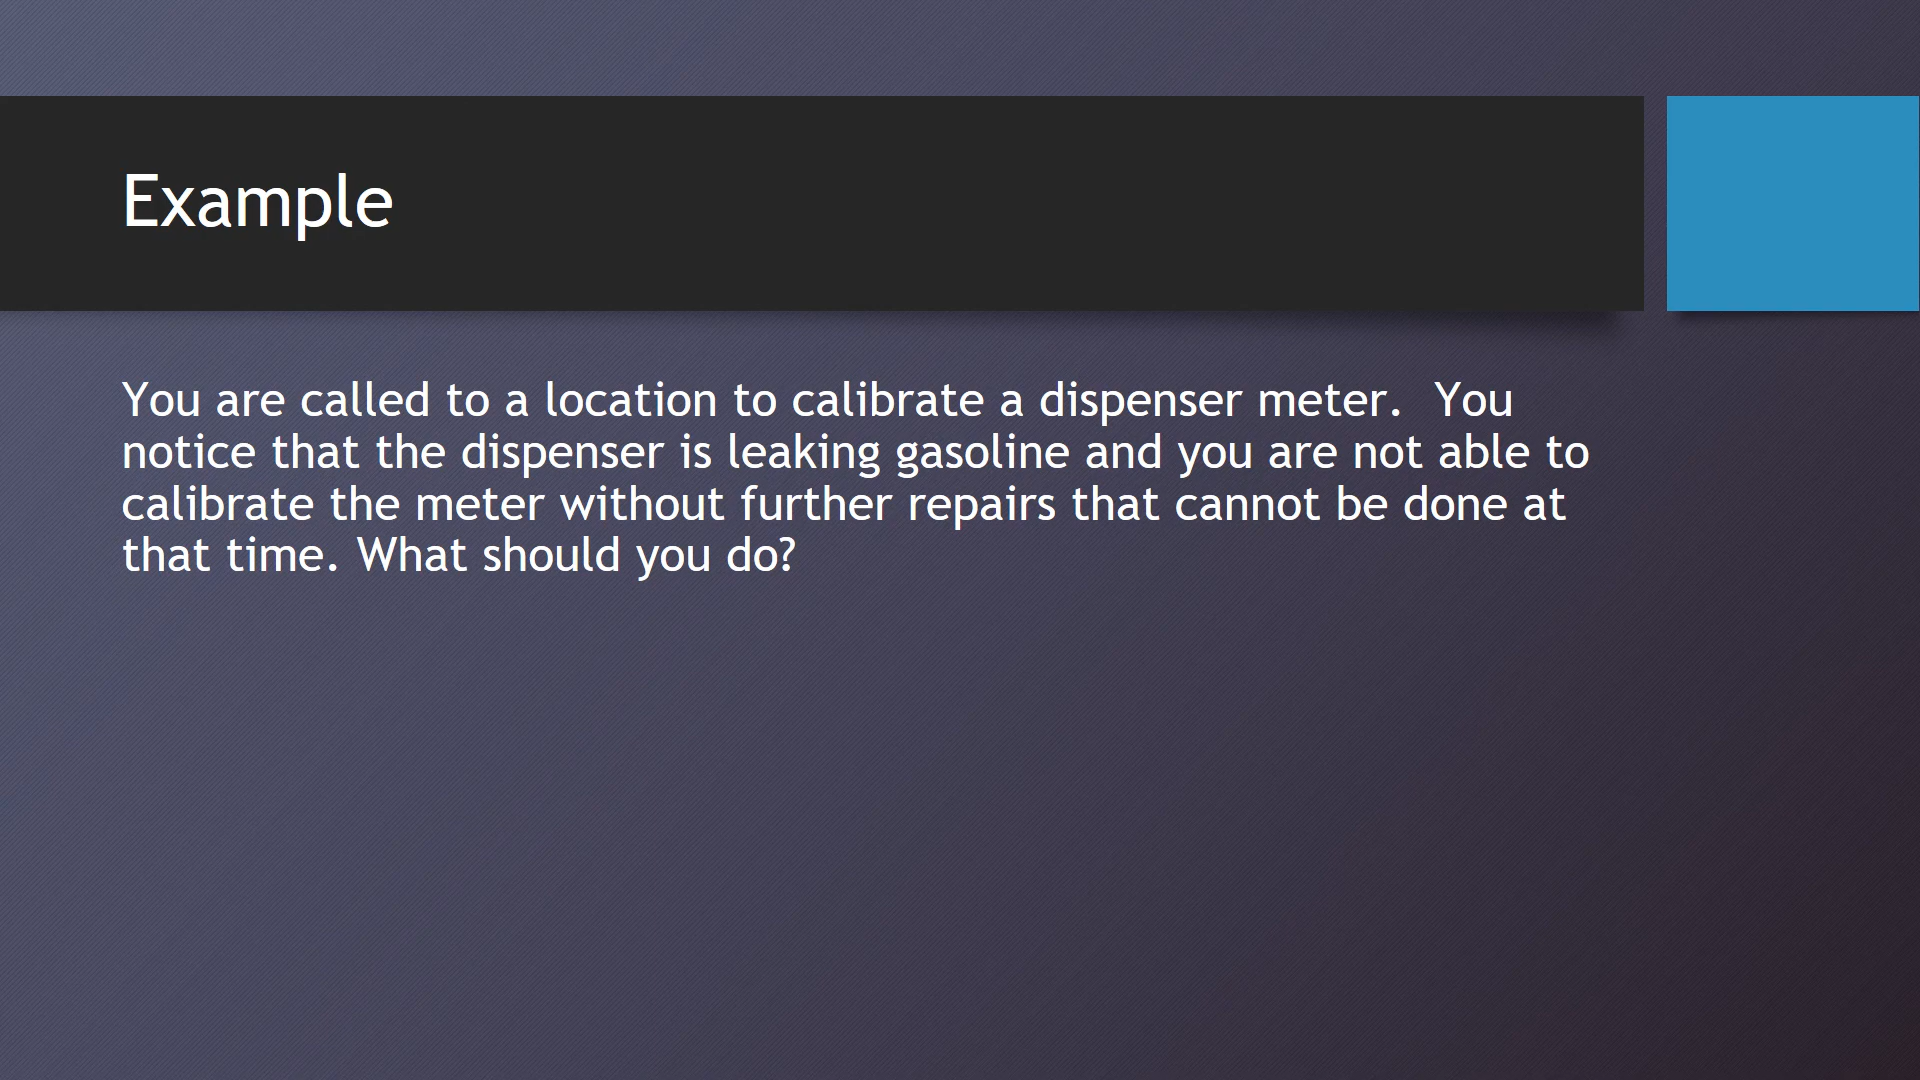 Example
You are called to a location to calibrate a dispenser meter.  You
notice that the dispenser is leaking gasoline and you are not able to
calibrate the meter without further repairs that cannot be done at
that time. What should you do?